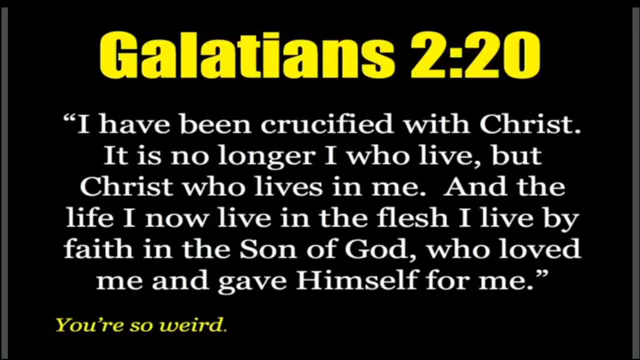 Galatians 2:20
“I have been crucified with Christ.
It is no longer I who live, but
Christ who lives in me.  And the
life I now live in the flesh I live by
faith in the Son of God, who loved
me and gave Himself for me.”
You’re so weird.